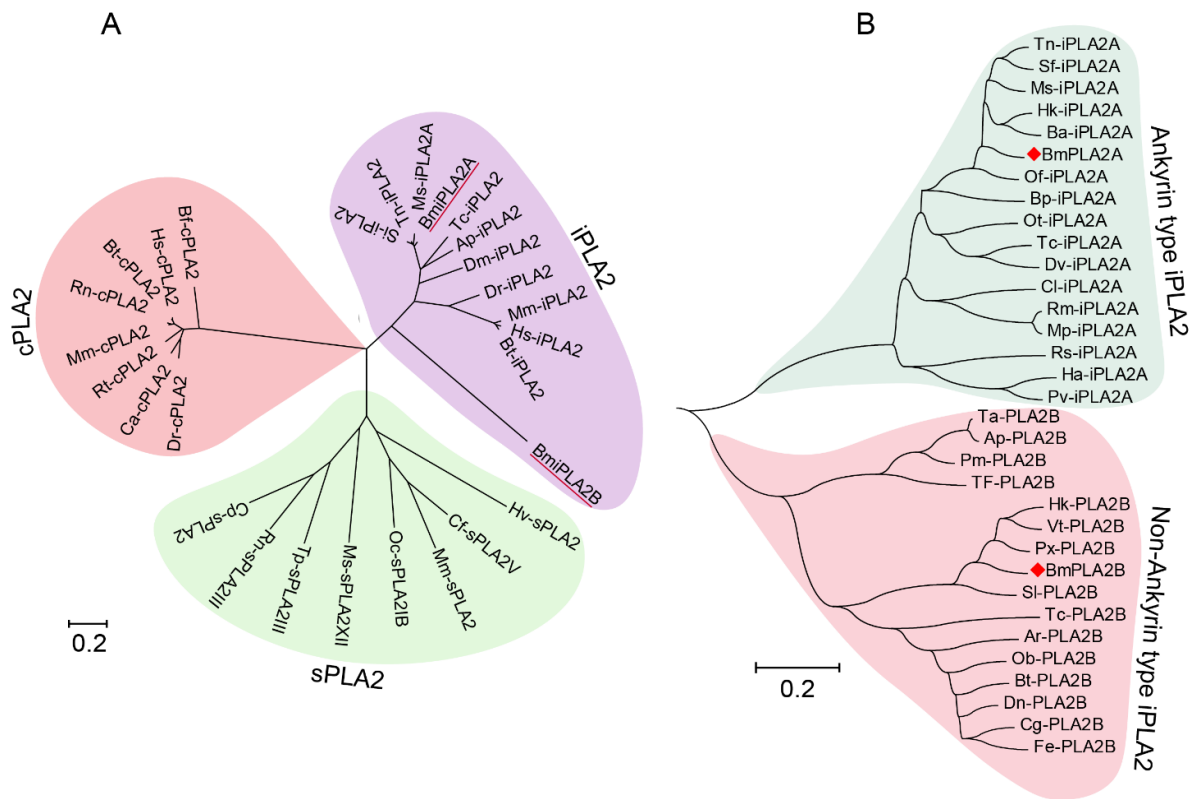 A
cPLA2
Bf-cPLA2
Hs-cPLA2
Bt-cPLA2
Rn-cPLA2
Mm-cPLA2
Rt-cPLA2
Ca-cPLA2
Dr-cPLA2
iPLA2
Tn-iPLA2
Ms-iPLA2A
BmiPLA2A
Tc-iPLA2
Ap-iPLA2
Dm-iPLA2
Dr-iPLA2
Mm-iPLA2
Hs-iPLA2
Bt-iPLA2
BmiPLA2B
Cp-sPLA2
Rn-sPLA2III
Tp-sPLA2III
Ms-sPLA2XII
Oc-sPLA2IB
Mm-sPLA2
Cf-sPLA2V
Hv-sPLA2
sPLA2
0.2
B
Tn-iPLA2A
Sf-iPLA2A
Ms-iPLA2A
Hk-iPLA2A
Ba-iPLA2A
BmPLA2A
Of-iPLA2A
Bp-iPLA2A
Ot-iPLA2A
Tc-iPLA2A
Dv-iPLA2A
Cl-iPLA2A
Rm-iPLA2A
Mp-iPLA2A
Rs-iPLA2A
Ha-iPLA2A
Pv-iPLA2A
Ankyrin type iPLA2
Ta-PLA2B
Ap-PLA2B
Pm-PLA2B
TF-PLA2B
Hk-PLA2B
Vt-PLA2B
Px-PLA2B
BmPLA2B
Sl-PLA2B
Tc-PLA2B
Ar-PLA2B
Ob-PLA2B
Bt-PLA2B
Dn-PLA2B
Cg-PLA2B
Fe-PLA2B
Non-Ankyrin type iPLA2
0.2